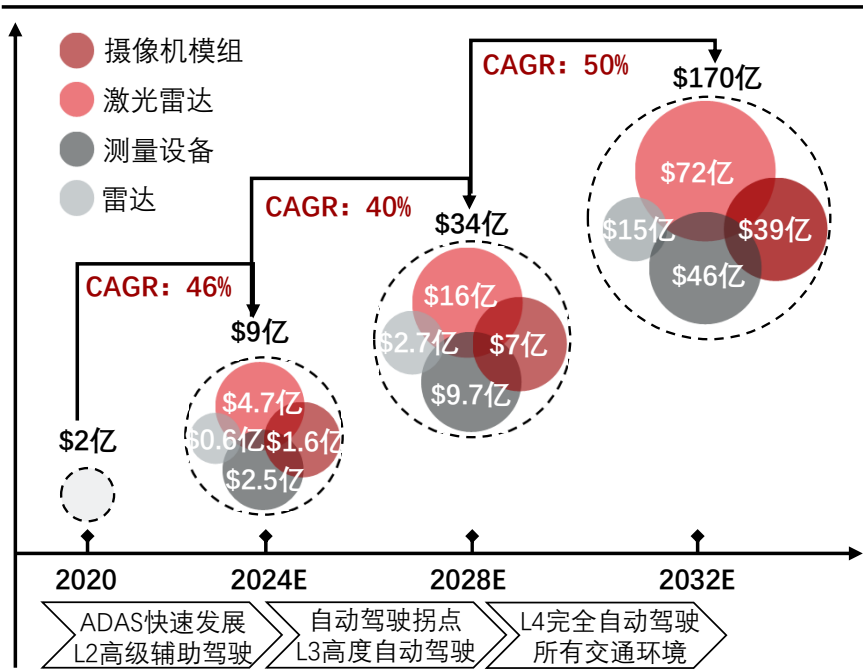 摄像机模组
激光雷达
测量设备
雷达
CAGR：50%
$170亿
$72亿
$15亿
$39亿
$46亿
CAGR：40%
$34亿
$16亿
$2.7亿
$7亿
$9.7亿
CAGR：46%
$9亿
$4.7亿
$0.6亿
$1.6亿
$2.5亿
$2亿
2020
2024E
2028E
2032E
ADAS快速发展
L2高级辅助驾驶
自动驾驶拐点
L3高度自动驾驶
L4完全自动驾驶
所有交通环境